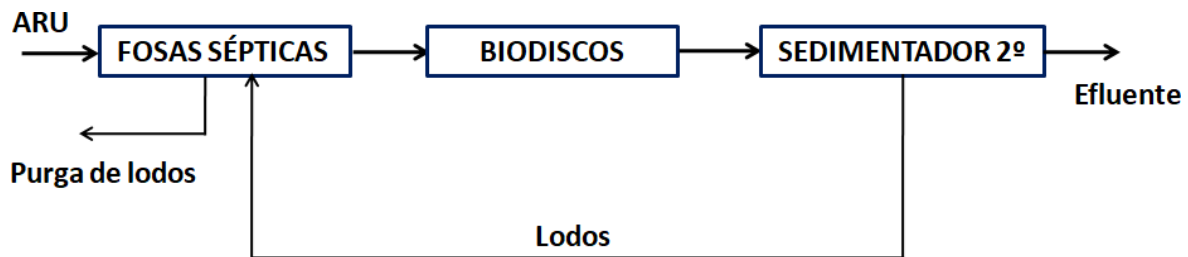 ARU
FOSAS SÉPTICAS
BIODISCOS
SEDIMENTADOR 2º
Efluente
Purga de lodos
Lodos